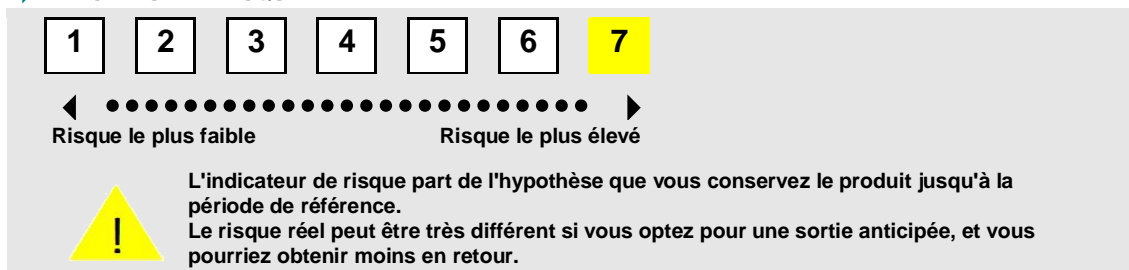 1 2 3 4 5 6 7
Risque le plus faible Risque le plus élevé
L'indicateur de risque part de l'hypothèse que vous conservez le produit jusqu'à la
période de référence.
! Le risque réel peut être très différent si vous optez pour une sortie anticipée, et vous
pourriez obtenir moins en retour.